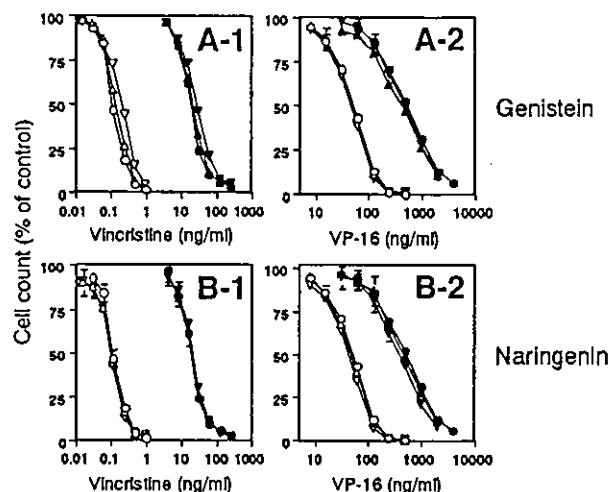 A-1
A-2
Genistein
100
75
50
25
0
0.01 0.1 1 10 100 1000
Vincristine (ng/ml)
100
75
50
25
0
10 100 1000 10000
VP-16 (ng/ml)
Cell count (% of control)
B-1
B-2
Naringenin
100
75
50
25
0
0.01 0.1 1 10 100 1000
Vincristine (ng/ml)
100
75
50
25
0
10 100 1000 10000
VP-16 (ng/ml)